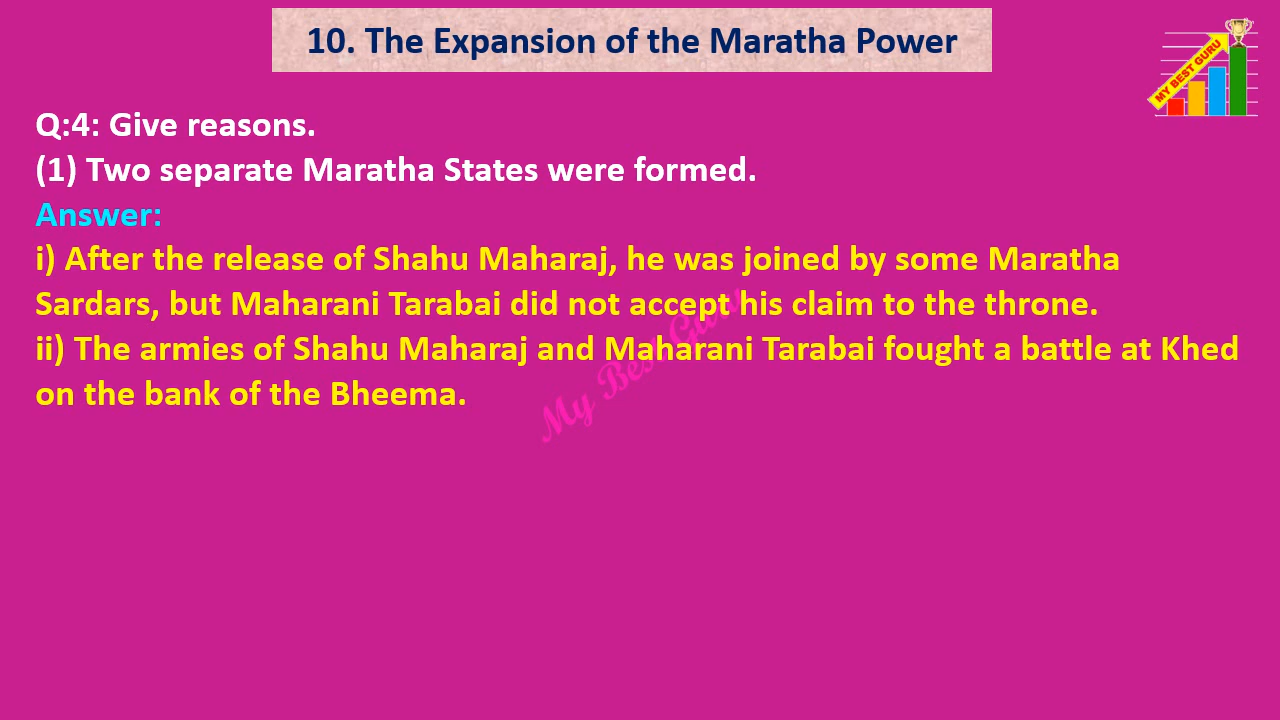 10. The Expansion of the Maratha Power
MY BEST GURU
Q:4: Give reasons.
(1) Two separate Maratha States were formed.
Answer:
i) After the release of Shahu Maharaj, he was joined by some Maratha
Sardars, but Maharani Tarabai did not accept his claim to the throne.
ii) The armies of Shahu Maharaj and Maharani Tarabai fought a battle at Khed
on the bank of the Bheema.
My Best Guru